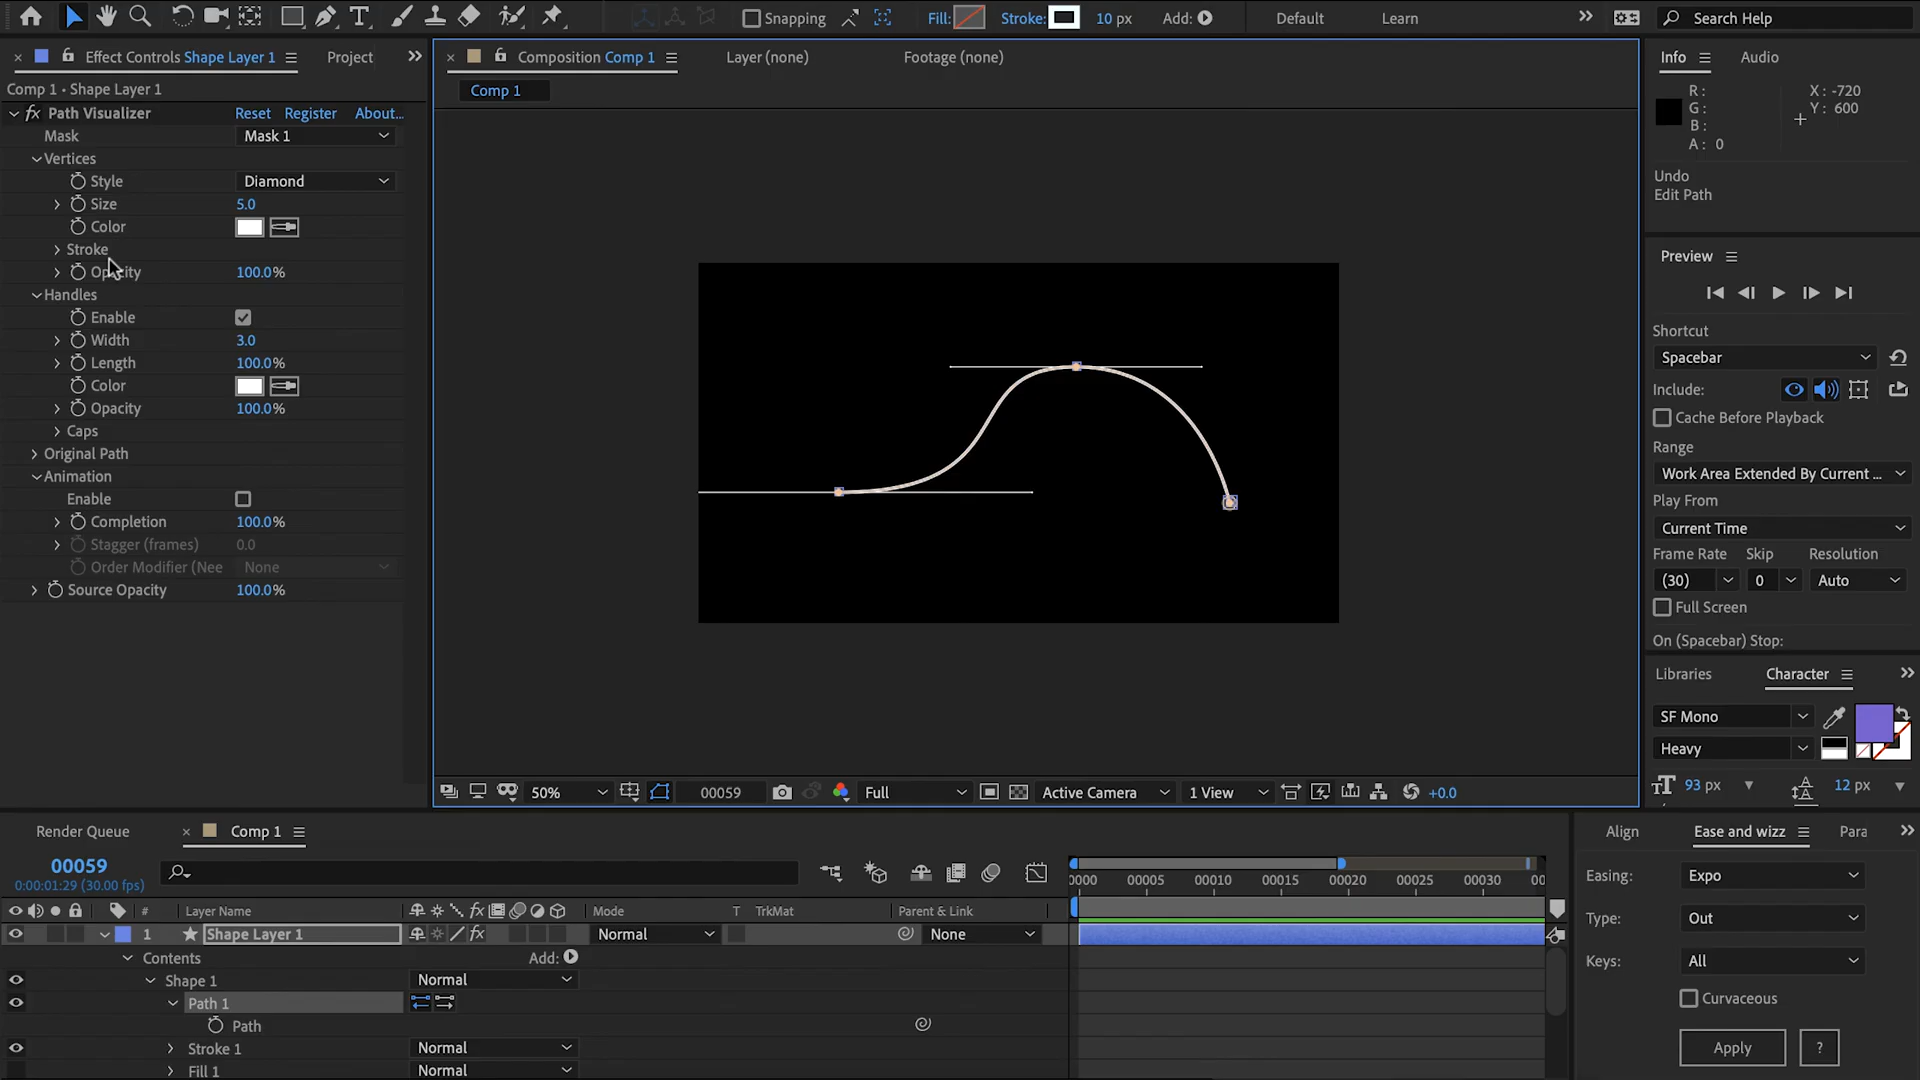 Snapping
Fill:
Stroke:
10 px
Add:
Default
Learn
Search Help
Effect Controls Shape Layer 1
Project
Composition Comp 1
Layer (none)
Footage (none)
Info
Audio
Comp 1 • Shape Layer 1
Comp 1
R:
G:
B:
A: 0
X: -720
Y: 600
Undo
Edit Path
fx Path Visualizer
Reset
Register
About...
Mask
Mask 1
Vertices
Style
Diamond
Size
5.0
Color
Stroke
Opacity
100.0%
Handles
Enable
Width
3.0
Length
100.0%
Color
Opacity
100.0%
Caps
Original Path
Animation
Enable
Completion
100.0%
Stagger (frames)
0.0
Order Modifier (Nee
None
Source Opacity
100.0%
Preview
Shortcut
Spacebar
Include:
Cache Before Playback
Range
Work Area Extended By Current ...
Play From
Current Time
Frame Rate Skip Resolution
(30)
0
Auto
Full Screen
On (Spacebar) Stop:
Libraries
Character
SF Mono
Heavy
93 px
12 px
50%
00059
Full
Active Camera
1 View
+0.0
Render Queue
Comp 1
Align
Ease and wizz
Para
00059
0:00:01:29 (30.00 fps)
0000
00005
00010
00015
00020
00025
00030
00
Easing:
Expo
Type:
Out
Keys:
All
Curvaceous
Apply
?
#
Layer Name
fx
Mode
T
TrkMat
Parent & Link
1
Shape Layer 1
fx
Normal
None
Contents
Add:
Shape 1
Normal
Path 1
Path
Stroke 1
Normal
Fill 1
Normal